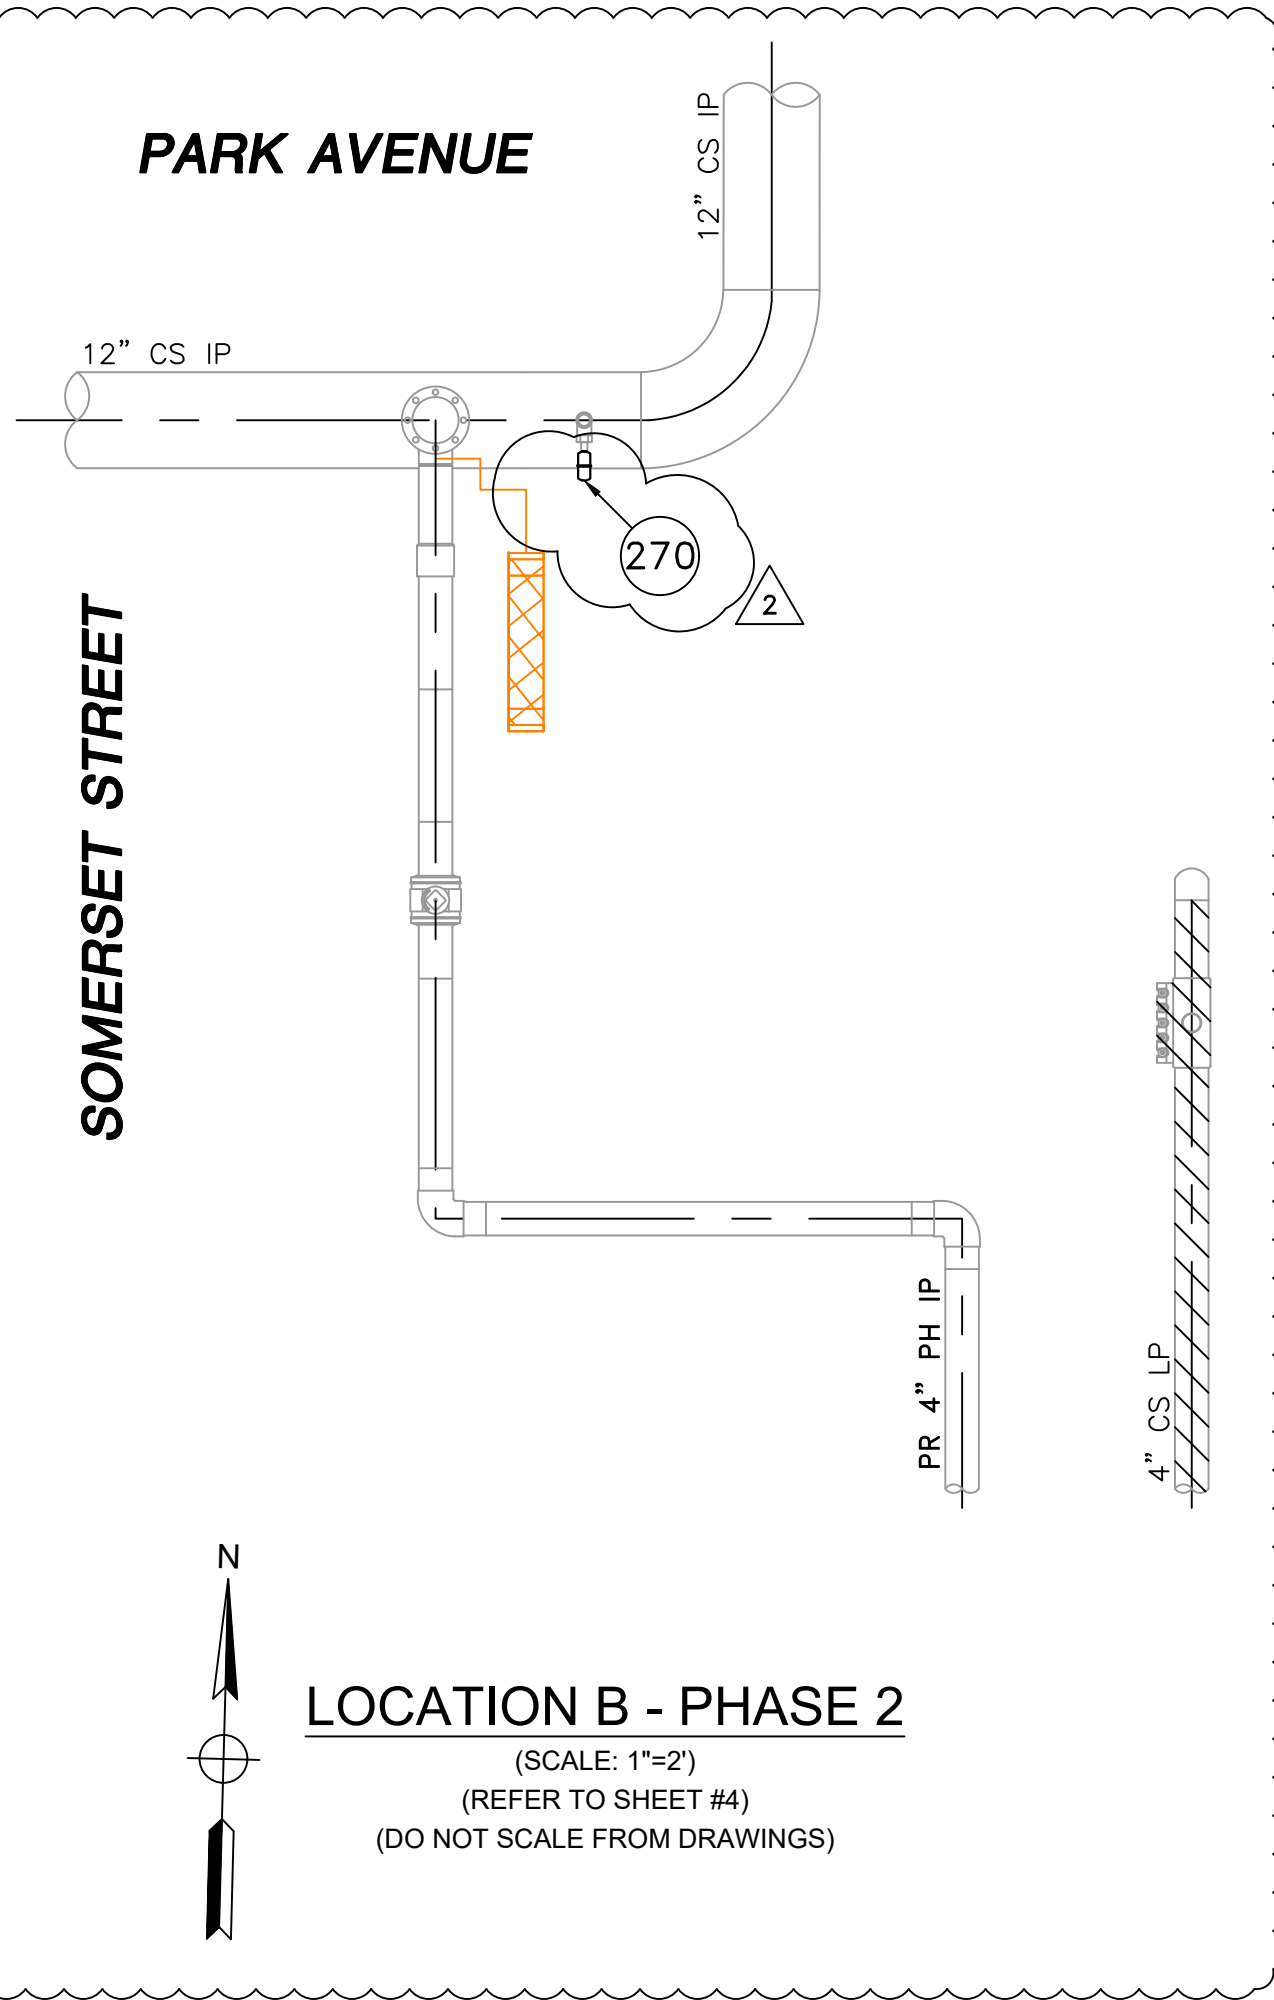 PARK AVENUE
12” CS IP
12” CS IP
270
2
SOMERSET STREET
PR 4” PH IP
4” CS LP
N
LOCATION B - PHASE 2
(SCALE: 1"=2')
(REFER TO SHEET #4)
(DO NOT SCALE FROM DRAWINGS)